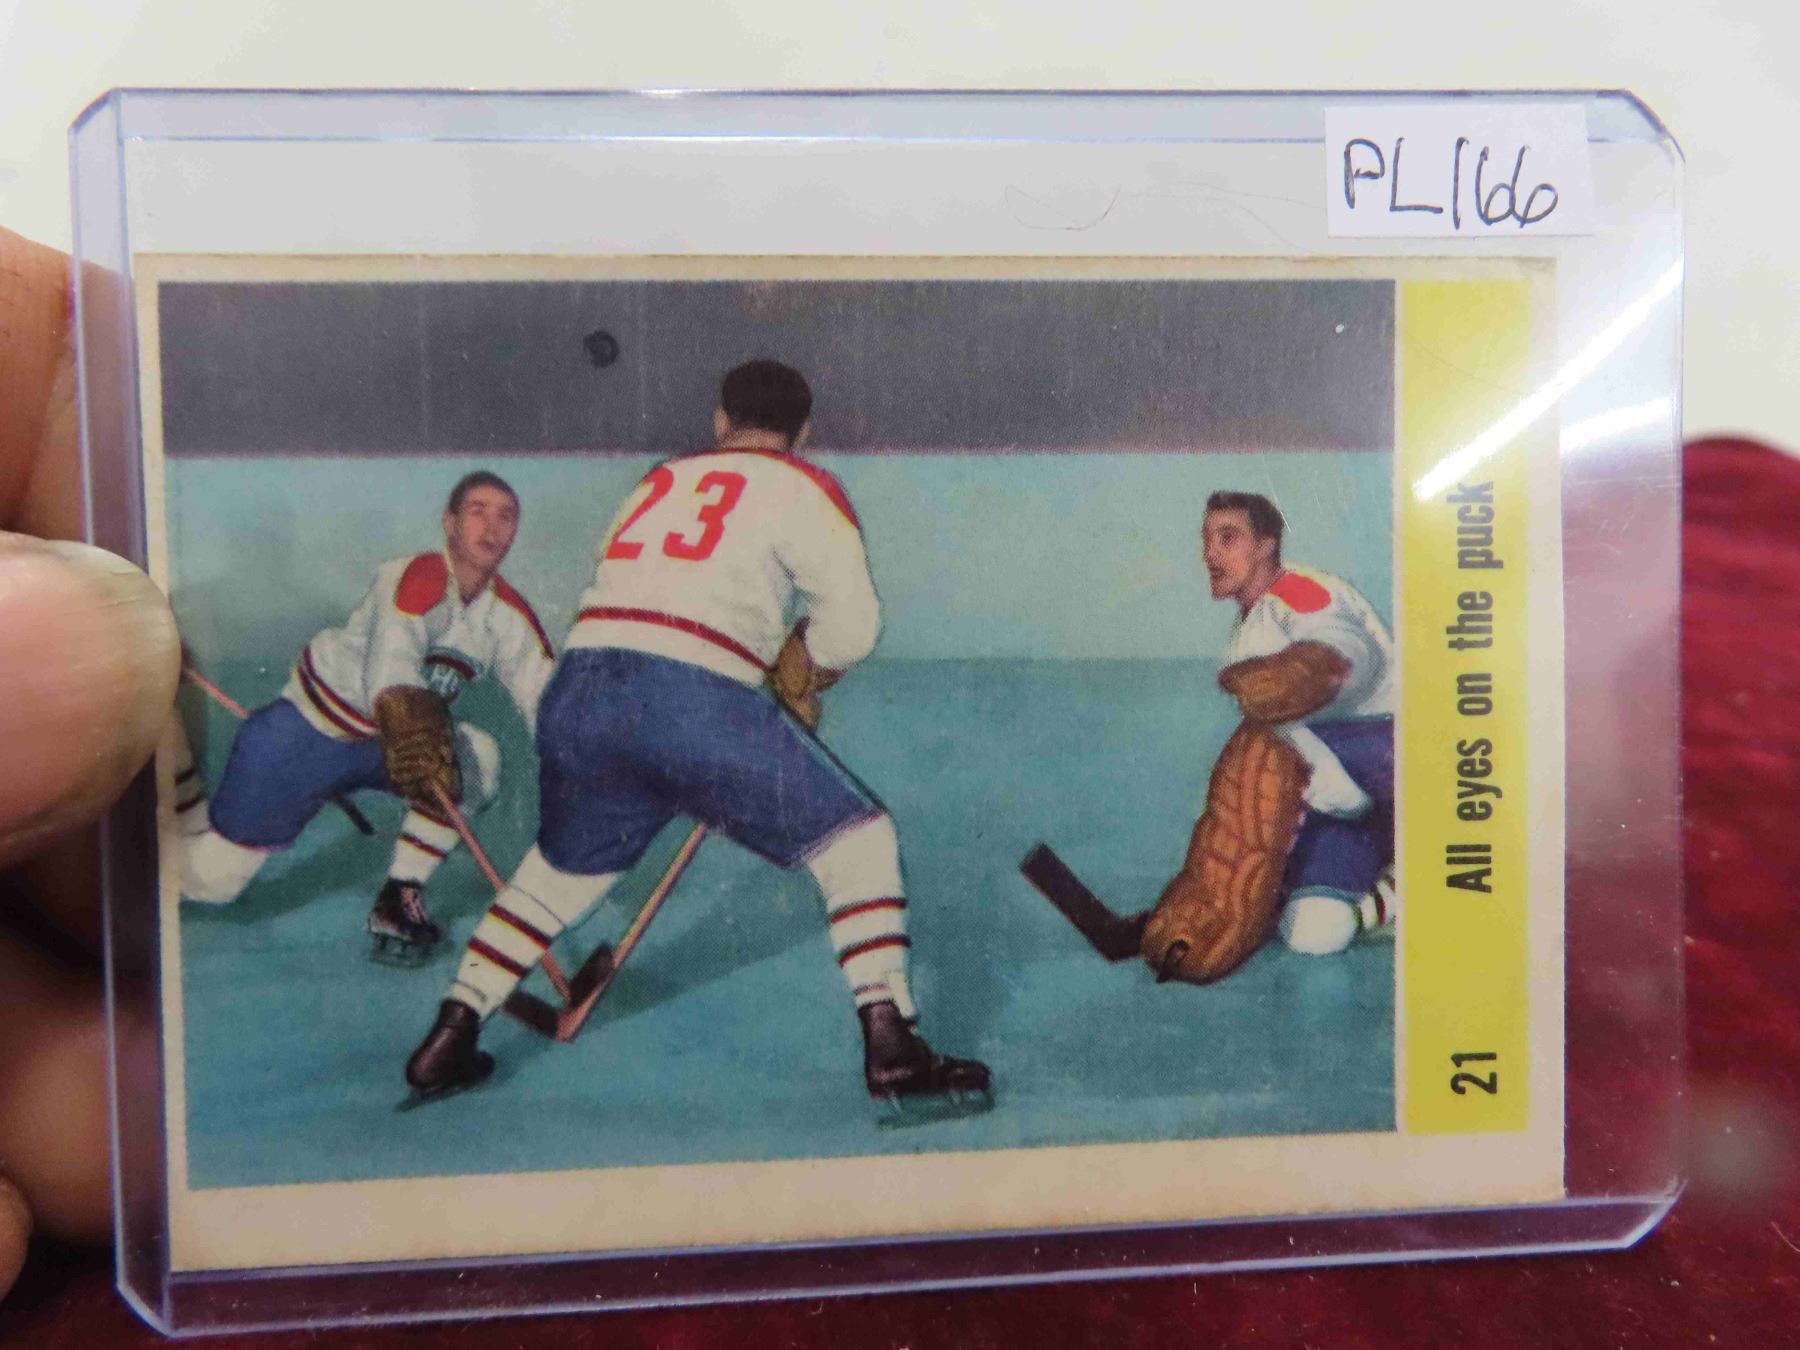 PL166
23
21 All eyes on the puck